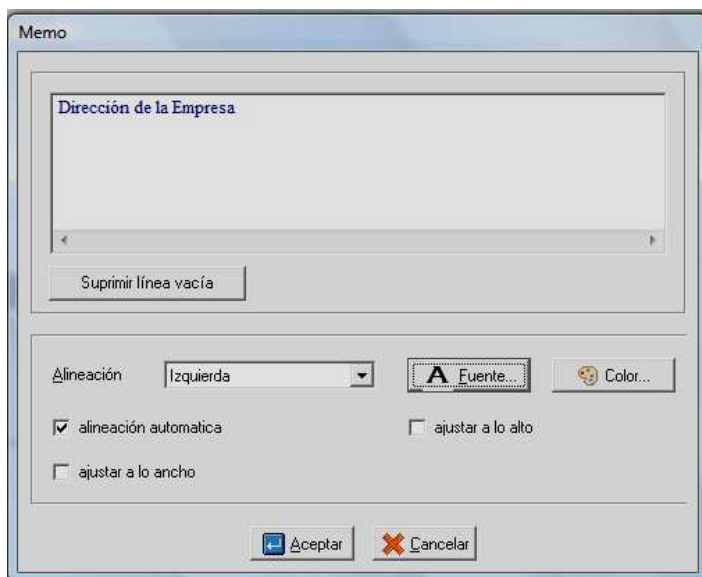 Memo
Dirección de la Empresa
Suprimir línea vacía
Alineación Izquierda A Fuente... Color...
alineación automatica ajustar a lo alto
ajustar a lo ancho
Aceptar Cancelar